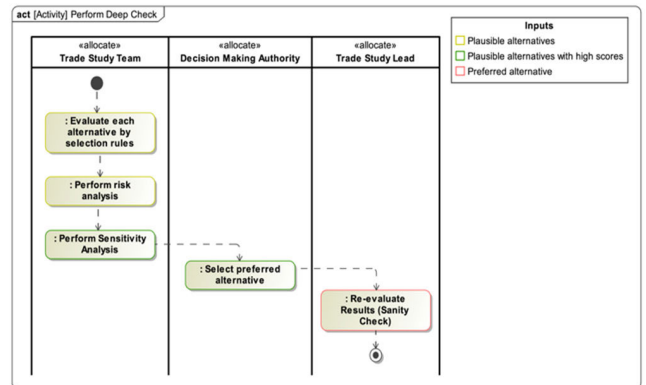 act [Activity] Perform Deep Check
Inputs
Plausible alternatives
Plausible alternatives with high scores
Preferred alternative
«allocate»
Trade Study Team
«allocate»
Decision Making Authority
«allocate»
Trade Study Lead
: Evaluate each
alternative by
selection rules
: Perform risk
analysis
: Perform Sensitivity
Analysis
: Select preferred
alternative
: Re-evaluate
Results (Sanity
Check)